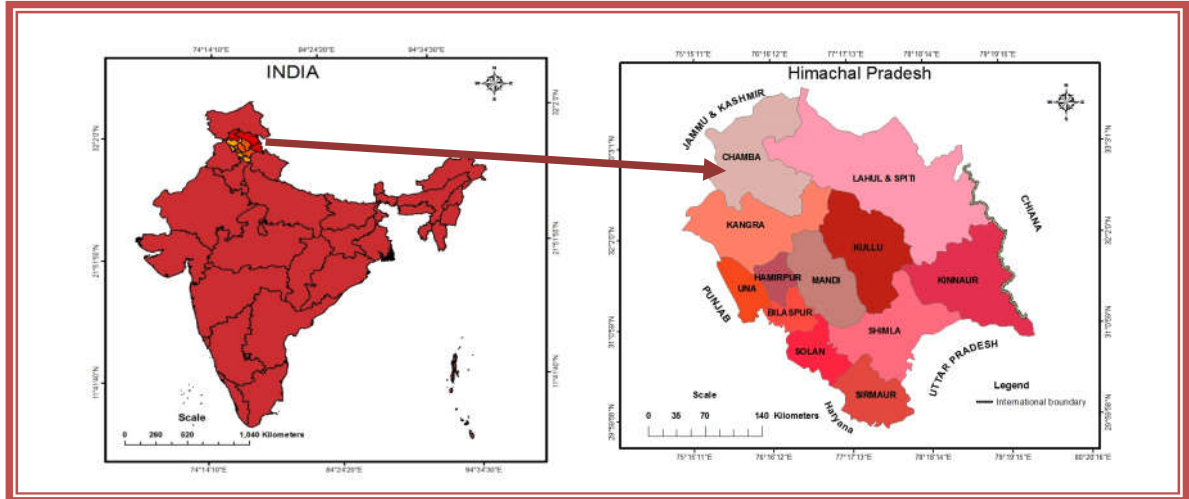 74°14'10"E 84°24'20"E 94°34'30"E
INDIA
N
32°2'0"N
21°51'50"N
11°41'40"N
Scale
0 260 520 1,040 Kilometers
74°14'10"E 84°24'20"E 94°34'30"E
75°15'11"E 76°16'12"E 77°17'13"E 78°18'14"E 79°19'15"E
Himachal Pradesh
N
JAMMU & KASHMIR
CHAMBA
LAHUL & SPITI
CHIANA
KANGRA
KULLU
HAMIRPUR
MANDI
UNA
KINNAUR
PUNJAB
BILASPUR
SHIMLA
SOLAN
UTTAR PRADESH
SIRMAUR
Haryana
Legend
International boundary
Scale
0 35 70 140 Kilometers
32°2'0"N
75°15'11"E 76°16'12"E 77°17'13"E 78°18'14"E 79°19'15"E 80°20'16"E